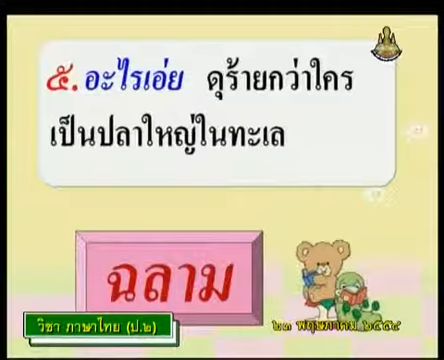 ๕. อะไรเอ่ย ดุร้ายกว่าใคร
เป็นปลาใหญ่ในทะเล
ฉลาม
วิชา ภาษาไทย (ป.๒)
๒๓ พฤษภาคม ๒๕๕๔